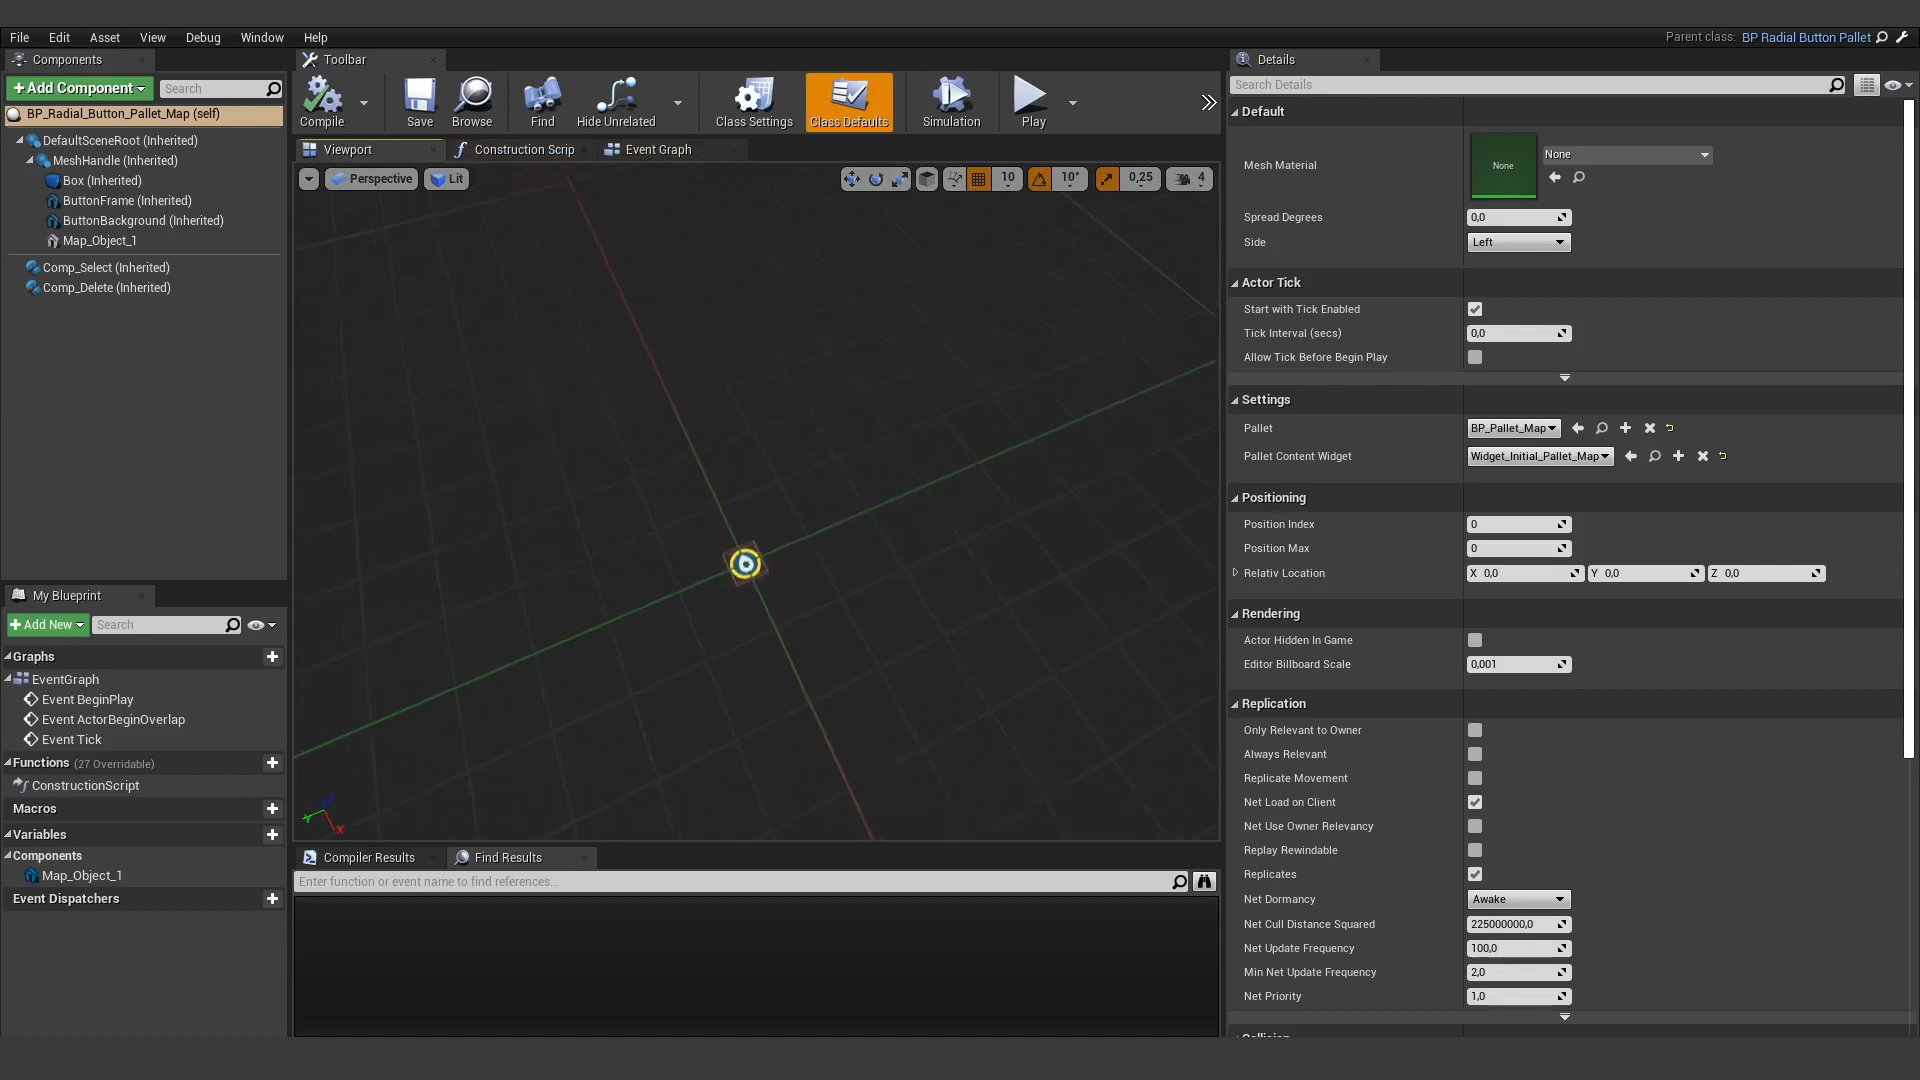 File Edit Asset View Debug Window Help
Parent class: BP Radial Button Pallet
Components
Toolbar
Details
+ Add Component
Search
Compile
Save
Browse
Find
Hide Unrelated
Class Settings
Class Defaults
Simulation
Play
Search Details
BP_Radial_Button_Pallet_Map (self)
DefaultSceneRoot (Inherited)
MeshHandle (Inherited)
Box (Inherited)
ButtonFrame (Inherited)
ButtonBackground (Inherited)
Map_Object_1
Comp_Select (Inherited)
Comp_Delete (Inherited)
Viewport
Construction Scrip
Event Graph
Perspective
Lit
10
10°
0,25
4
X
My Blueprint
+ Add New
Search
Graphs
EventGraph
Event BeginPlay
Event ActorBeginOverlap
Event Tick
Functions (27 Overridable)
ConstructionScript
Macros
Variables
Components
Map_Object_1
Event Dispatchers
Compiler Results
Find Results
Enter function or event name to find references...
Default
Mesh Material
None
None
Spread Degrees 0,0
Side Left
Actor Tick
Start with Tick Enabled
Tick Interval (secs) 0,0
Allow Tick Before Begin Play
Settings
Pallet BP_Pallet_Map
Pallet Content Widget Widget_Initial_Pallet_Map
Positioning
Position Index 0
Position Max 0
Relativ Location X 0,0 Y 0,0 Z 0,0
Rendering
Actor Hidden In Game
Editor Billboard Scale 0,001
Replication
Only Relevant to Owner
Always Relevant
Replicate Movement
Net Load on Client
Net Use Owner Relevancy
Replay Rewindable
Replicates
Net Dormancy Awake
Net Cull Distance Squared 225000000,0
Net Update Frequency 100,0
Min Net Update Frequency 2,0
Net Priority 1,0